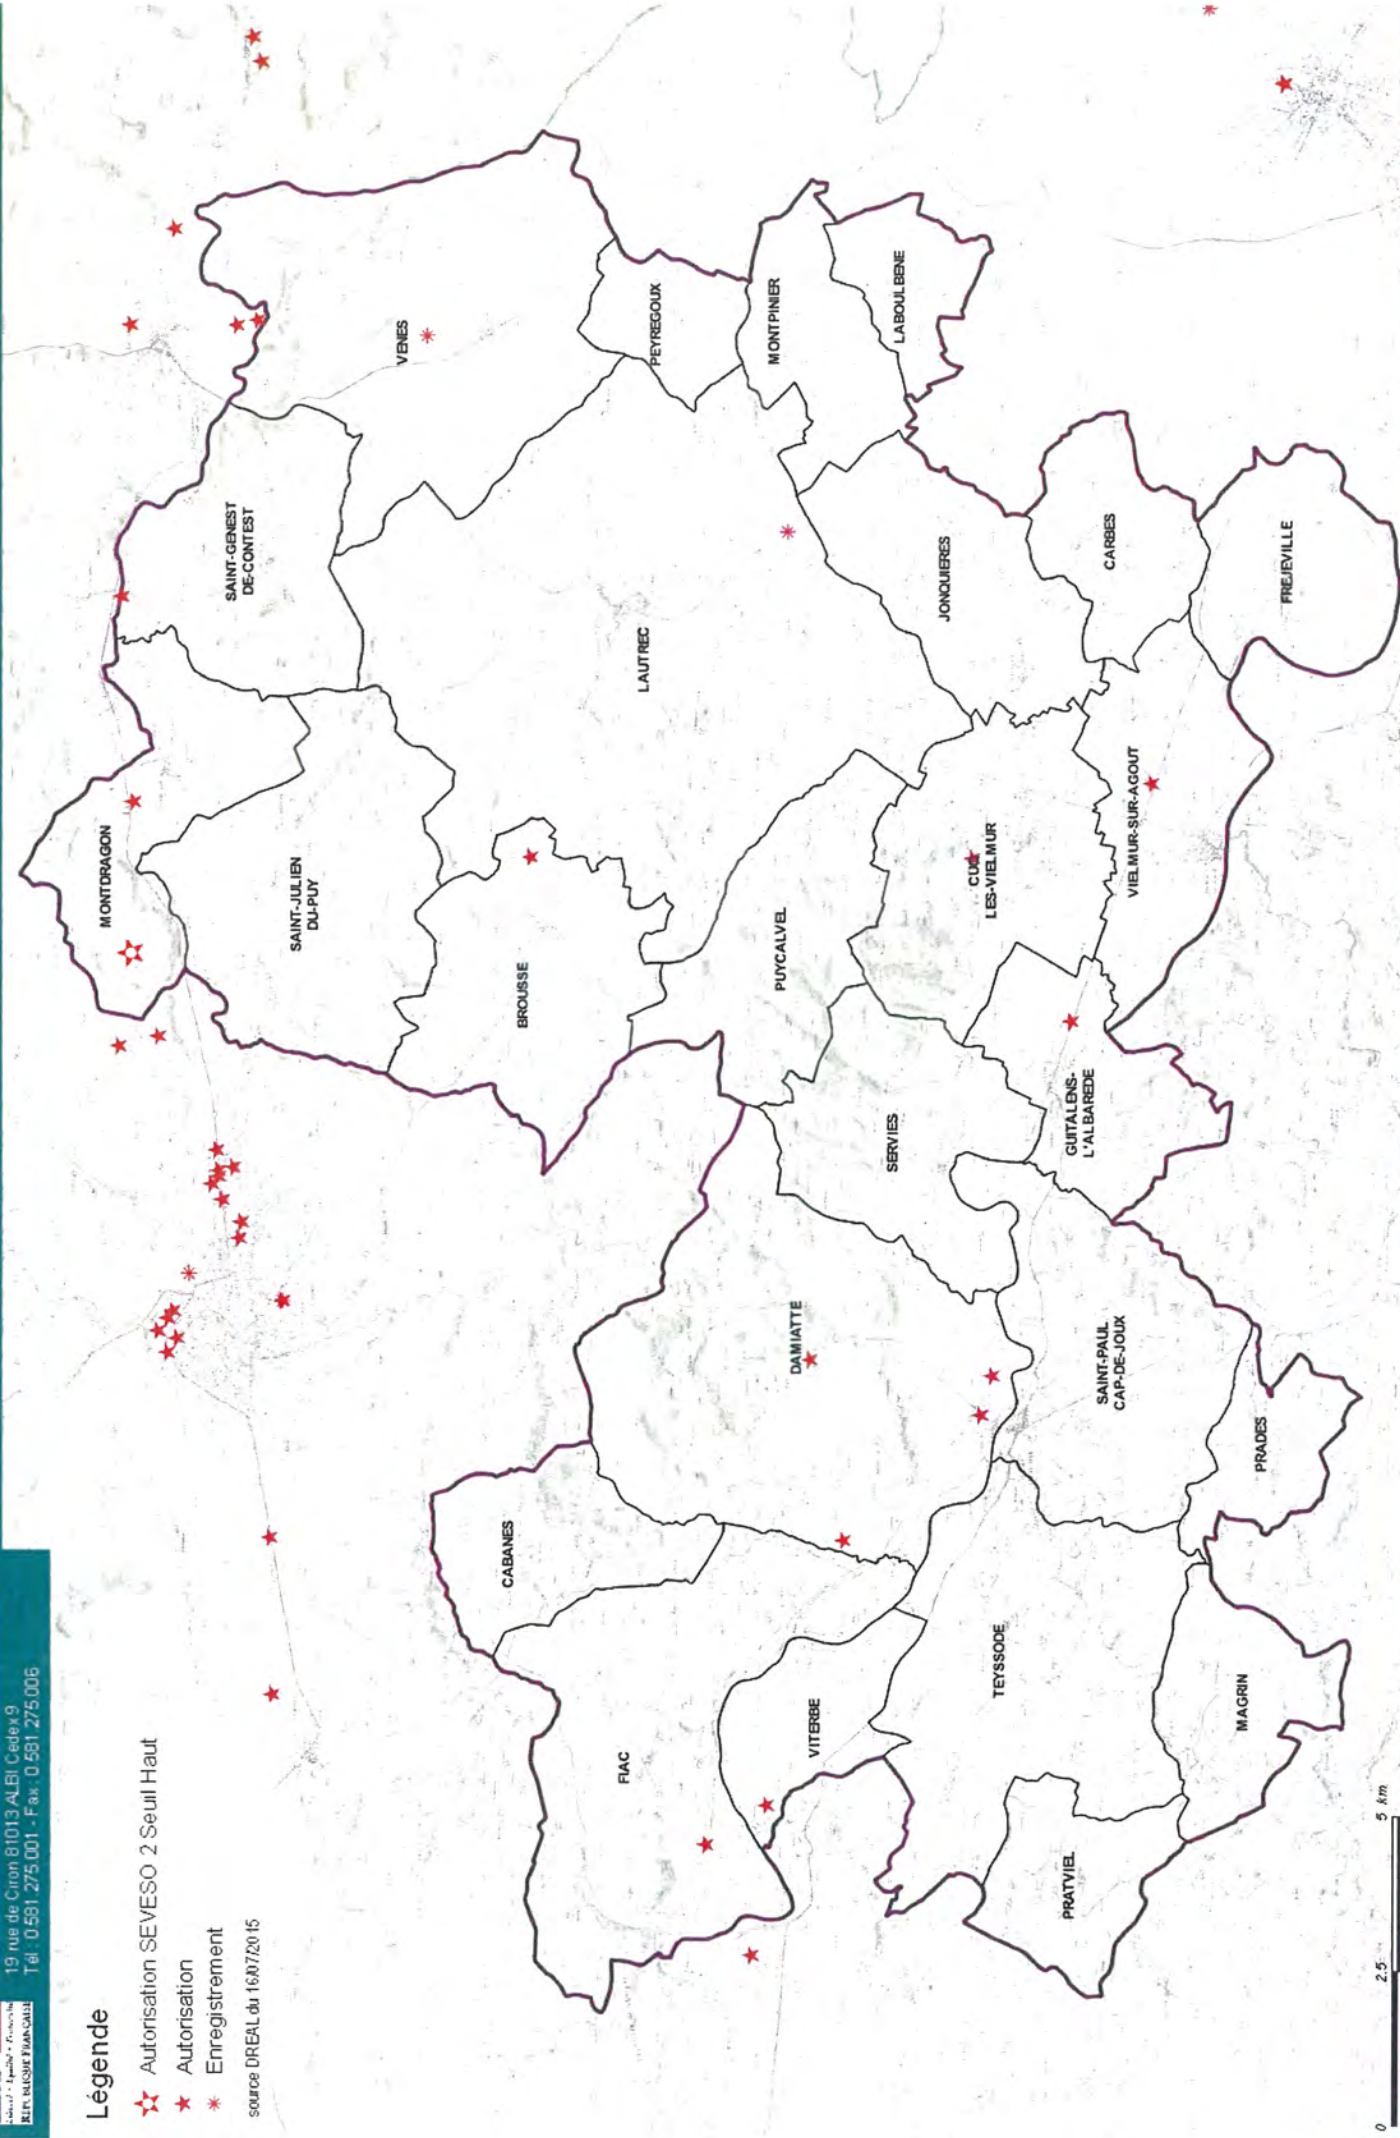 RÉPUBLIQUE FRANÇAISE
19 rue de Ciron 81013 ALBI Cedex 9
Tél : 0.581.275.001 - Fax : 0.581.275.006
Légende
Autorisation SEVESO 2 Seuil Haut
Autorisation
Enregistrement
source DREAL du 16/07/2015
MONTDRAGON
SAINT-GENEST
DE-CONTEST
VENES
SAINT-JULIEN
DU-PUY
BROUSSE
LAUTREC
PEYREGOUX
MONTPINIER
LABOULBENE
CABANES
FIAC
DAMIATTE
PUYCALVEL
VITERBE
SERVIES
CUQ
LES-VIELMUR
JONQUIERES
CARBES
TEYSSODE
SAINT-PAUL
CAP-DE-JOUX
GUITALENS-
L'ALBAREDE
VIELMUR-SUR-AGOUT
FREJEVILLE
PRATVIEL
MAGRIN
PRADES
0 2.5 5 km